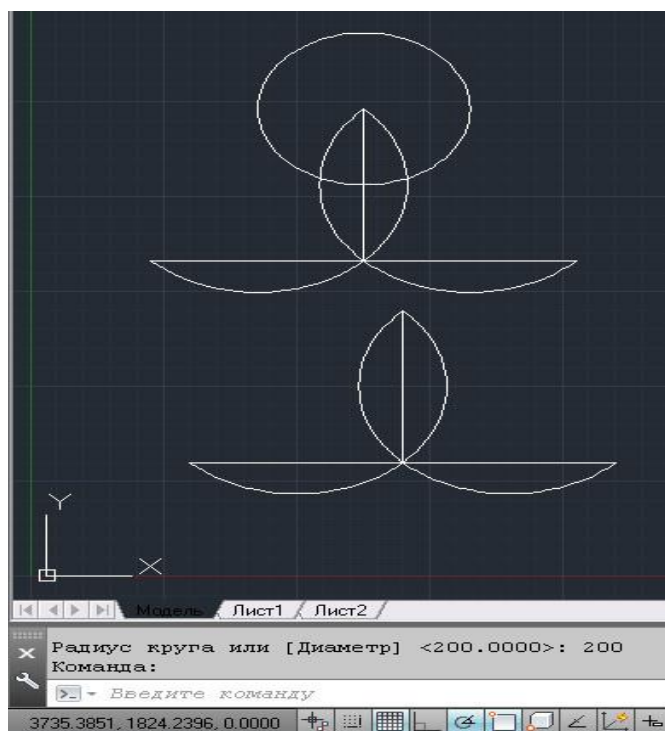 Y
X
Модель Лист1 Лист2
Радиус круга или [Диаметр] <200.0000>: 200
Команда:
Введите команду
3735.3851, 1824.2396, 0.0000